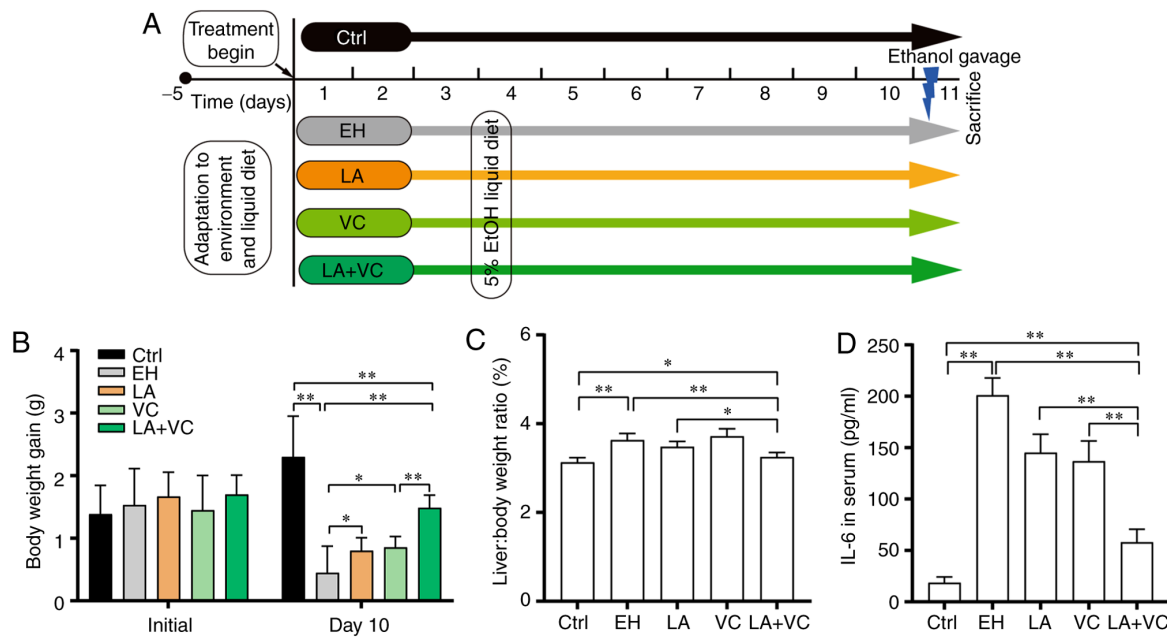 A
Treatment
begin
Ctrl
Ethanol gavage
−5
Time (days)
1 2 3 4 5 6 7 8 9 10 11
Sacrifice
Adaptation to
environment
and liquid diet
EH
LA
VC
LA+VC
5% EtOH liquid diet
B
Body weight gain (g)
4
3
2
1
0
Ctrl
EH
LA
VC
LA+VC
**
** **
* **
*
Initial Day 10
C
Liver:body weight ratio (%)
6
4
2
0
*
** **
*
Ctrl EH LA VC LA+VC
D
IL-6 in serum (pg/ml)
250
200
150
100
50
0
**
** **
**
**
Ctrl EH LA VC LA+VC